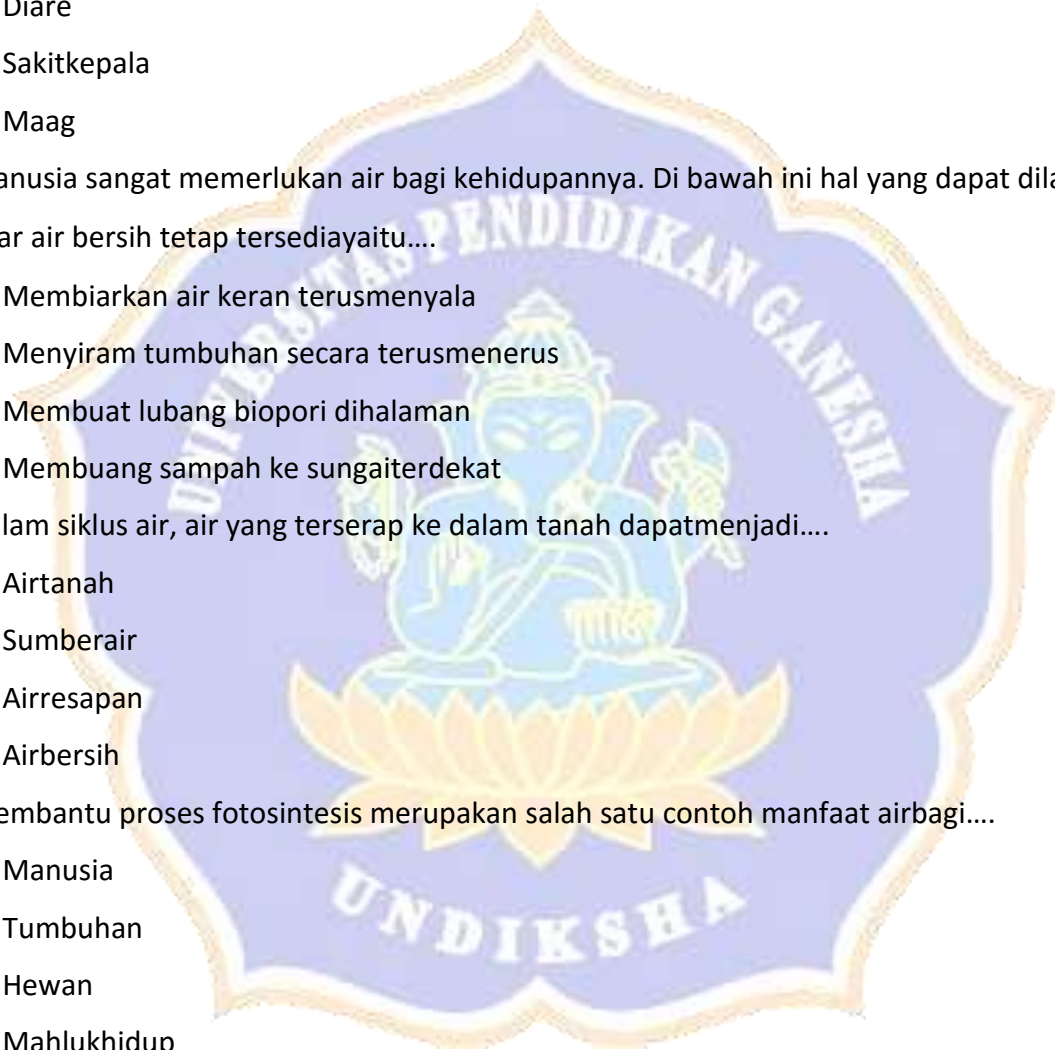 Diare
Sakitkepala
Maag
anusia sangat memerlukan air bagi kehidupannya. Di bawah ini hal yang dapat dila
ar air bersih tetap tersediayaitu....
Membiarkan air keran terusmenyala
Menyiram tumbuhan secara terusmenerus
Membuat lubang biopori dihalaman
Membuang sampah ke sungaiterdekat
lam siklus air, air yang terserap ke dalam tanah dapatmenjadi....
Airtanah
Sumberair
Airresapan
Airbersih
embantu proses fotosintesis merupakan salah satu contoh manfaat airbagi....
Manusia
Tumbuhan
Hewan
Mahlukhidup
UNIVERSITAS PENDIDIKAN GANESHA
UNDIKSHA